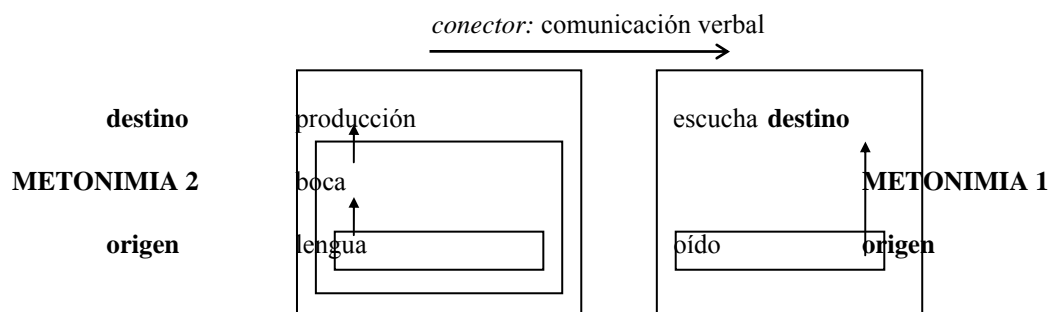 conector: comunicación verbal
destino producción escucha destino
METONIMIA 2 boca METONIMIA 1
origen lengua oído origen